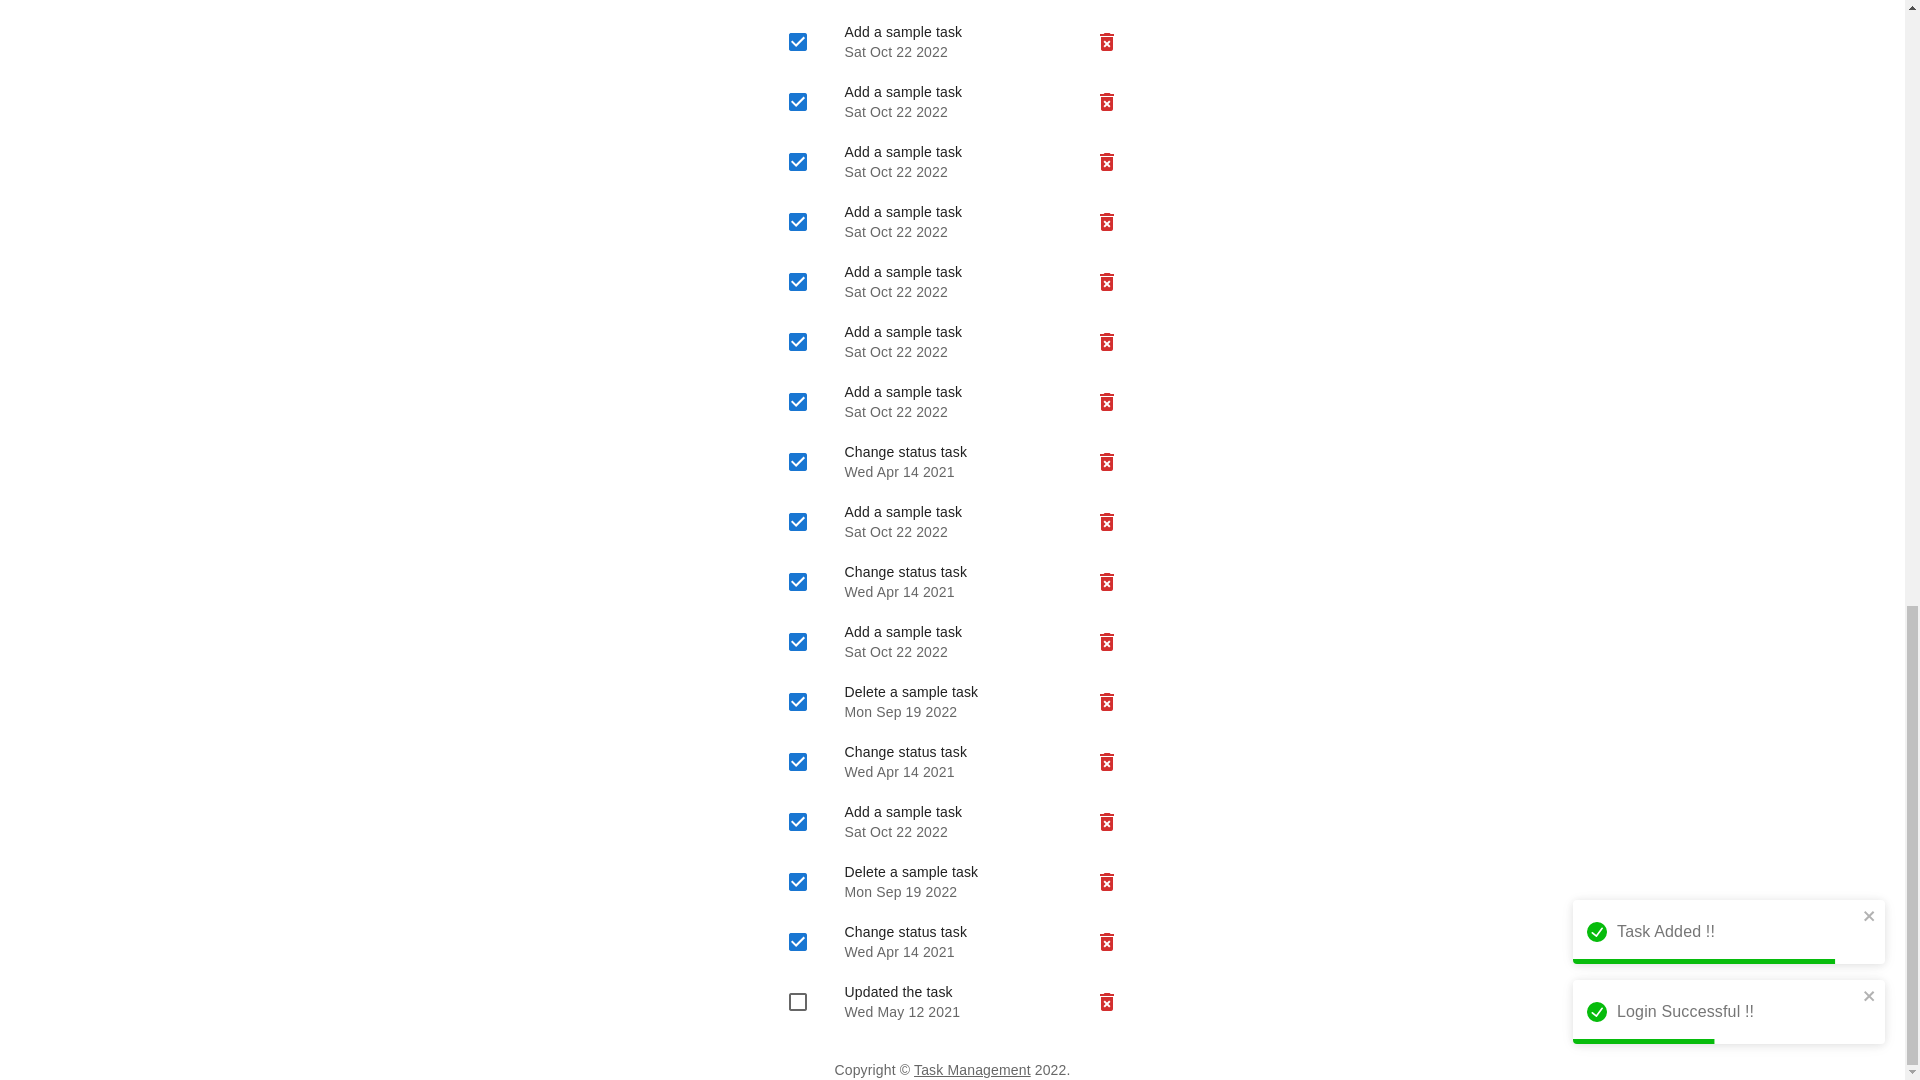 Add a sample task
Sat Oct 22 2022
Add a sample task
Sat Oct 22 2022
Add a sample task
Sat Oct 22 2022
Add a sample task
Sat Oct 22 2022
Add a sample task
Sat Oct 22 2022
Add a sample task
Sat Oct 22 2022
Add a sample task
Sat Oct 22 2022
Change status task
Wed Apr 14 2021
Add a sample task
Sat Oct 22 2022
Change status task
Wed Apr 14 2021
Add a sample task
Sat Oct 22 2022
Delete a sample task
Mon Sep 19 2022
Change status task
Wed Apr 14 2021
Add a sample task
Sat Oct 22 2022
Delete a sample task
Mon Sep 19 2022
Change status task
Wed Apr 14 2021
Updated the task
Wed May 12 2021
Task Added !!
Login Successful !!
Copyright © Task Management 2022.